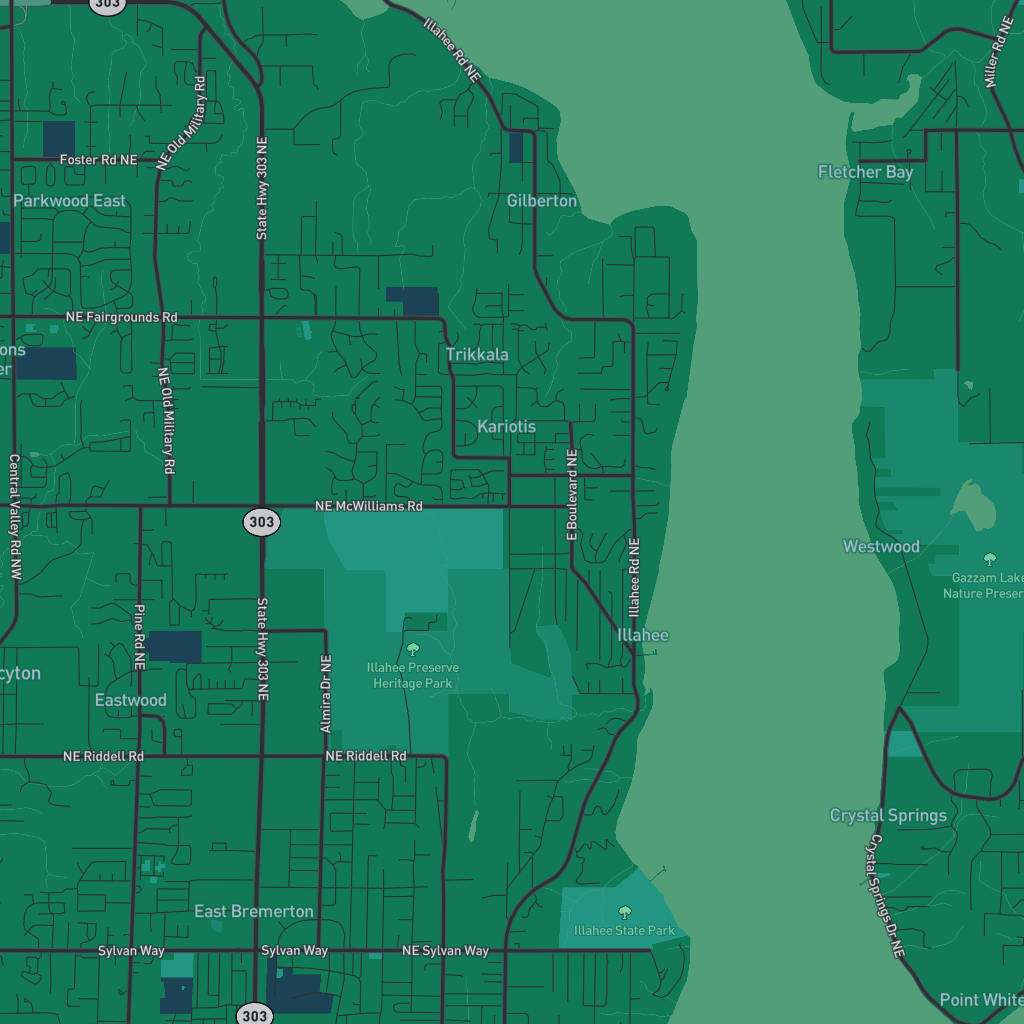 303
Illahee Rd NE
Miller Rd NE
NE Old Military Rd
Foster Rd NE
State Hwy 303 NE
Fletcher Bay
Parkwood East
Gilberton
NE Fairgrounds Rd
ons
er
Trikkala
NE Old Military Rd
Kariotis
Central Valley Rd NW
E Boulevard NE
NE McWilliams Rd
303
Westwood
Illahee Rd NE
Gazzam Lake
Nature Preser
Pine Rd NE
State Hwy 303 NE
Illahee
Almira Dr NE
Illahee Preserve
Heritage Park
cyton
Eastwood
NE Riddell Rd
NE Riddell Rd
Crystal Springs
Crystal Springs Dr NE
East Bremerton
Illahee State Park
Sylvan Way
Sylvan Way
NE Sylvan Way
Point White
303